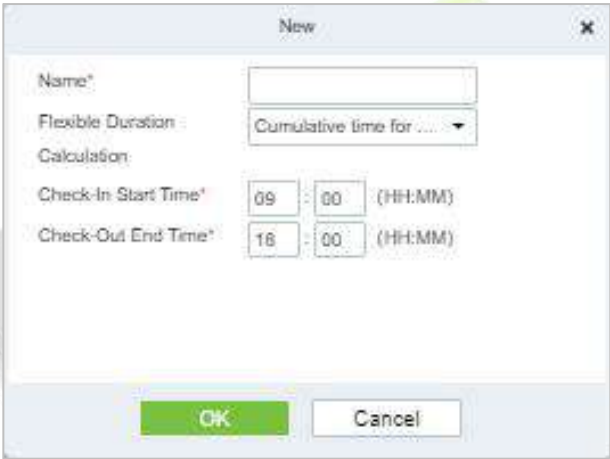 New
Name*
Flexible Duration
Calculation
Cumulative time for ....
Check-In Start Time* 09 : 00 (HH:MM)
Check-Out End Time* 18 : 00 (HH:MM)
OK Cancel